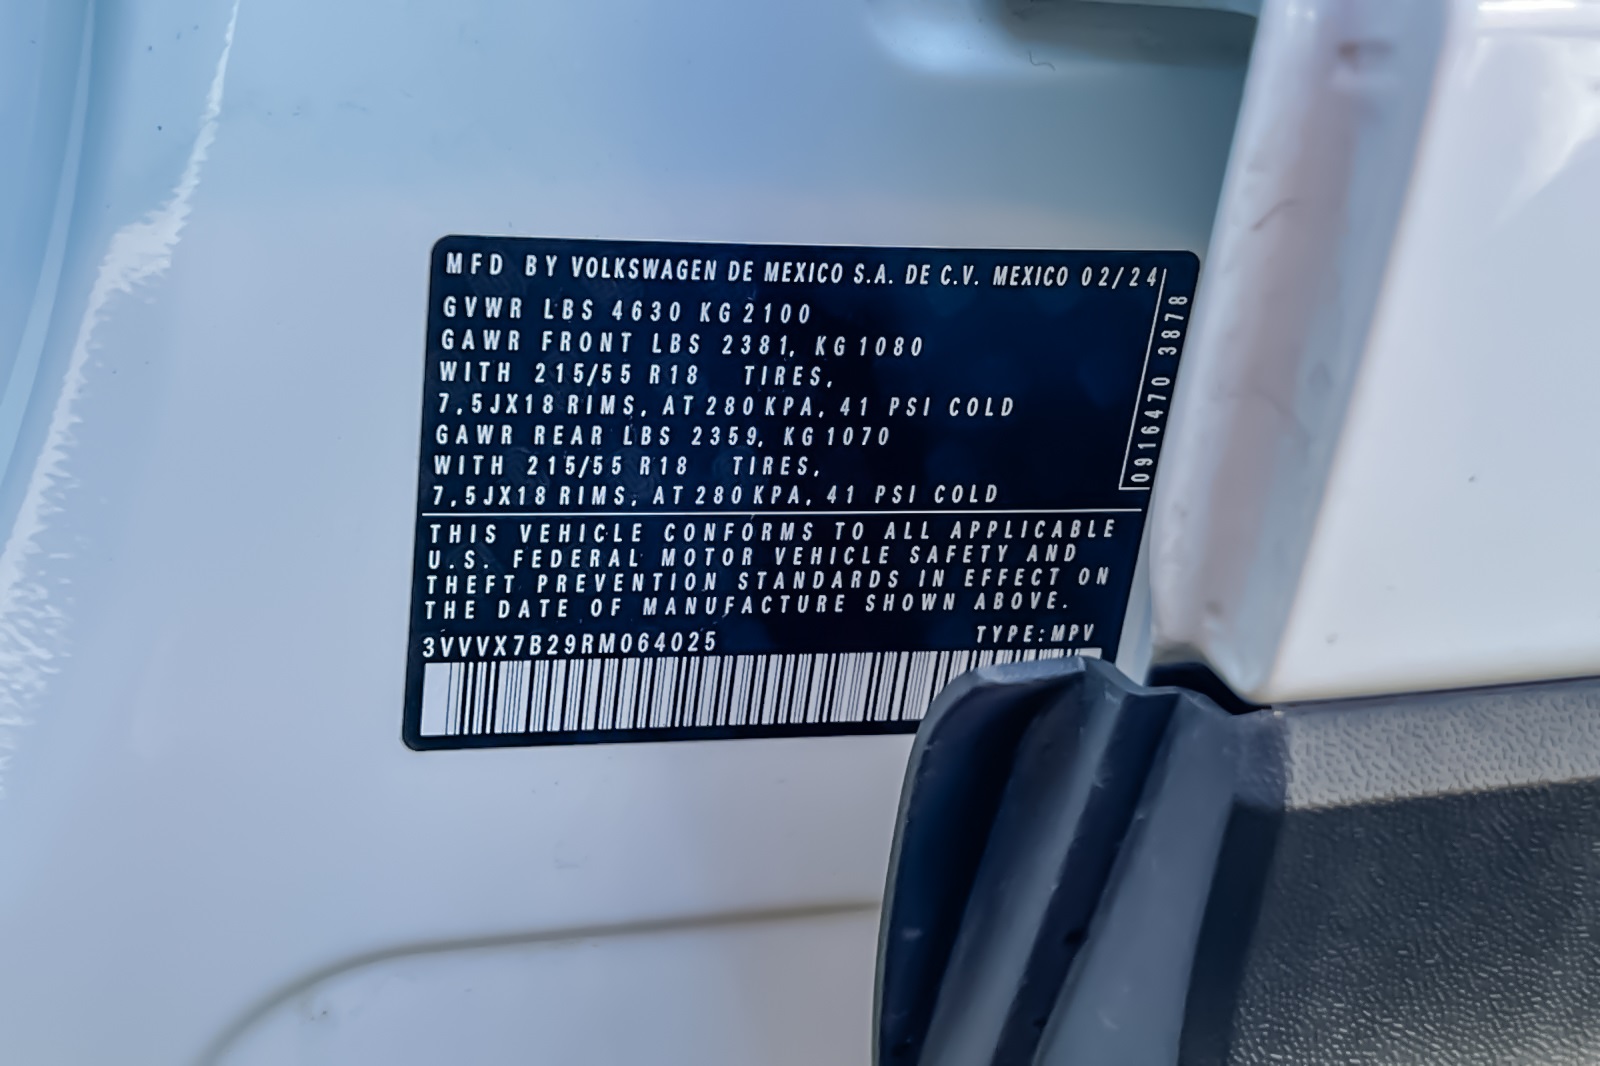 MFD BY VOLKSWAGEN DE MEXICO S.A. DE C.V. MEXICO 02/24
GVWR LBS 4630 KG 2100
GAWR FRONT LBS 2381, KG 1080
WITH 215/55 R18 TIRES,
7,5JX18 RIMS, AT 280 KPA, 41 PSI COLD
GAWR REAR LBS 2359, KG 1070
WITH 215/55 R18 TIRES,
7,5JX18 RIMS, AT 280 KPA, 41 PSI COLD
0916470 3878
THIS VEHICLE CONFORMS TO ALL APPLICABLE
U.S. FEDERAL MOTOR VEHICLE SAFETY AND
THEFT PREVENTION STANDARDS IN EFFECT ON
THE DATE OF MANUFACTURE SHOWN ABOVE.
3VVVX7B29RM064025 TYPE:MPV